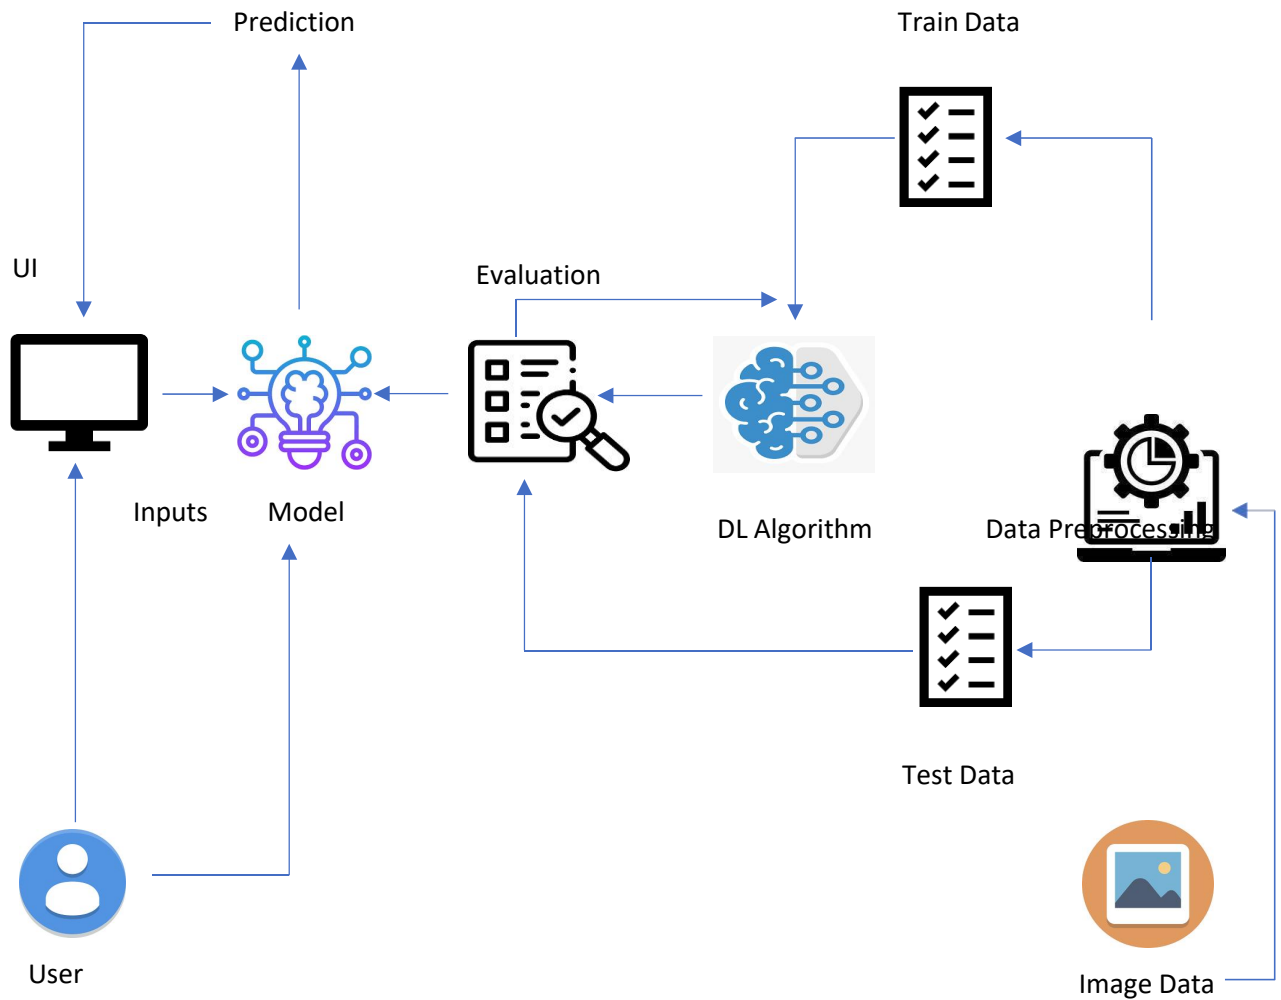 Prediction
Train Data
UI
Evaluation
Inputs
Model
DL Algorithm
Data Preprocessing
Test Data
User
Image Data